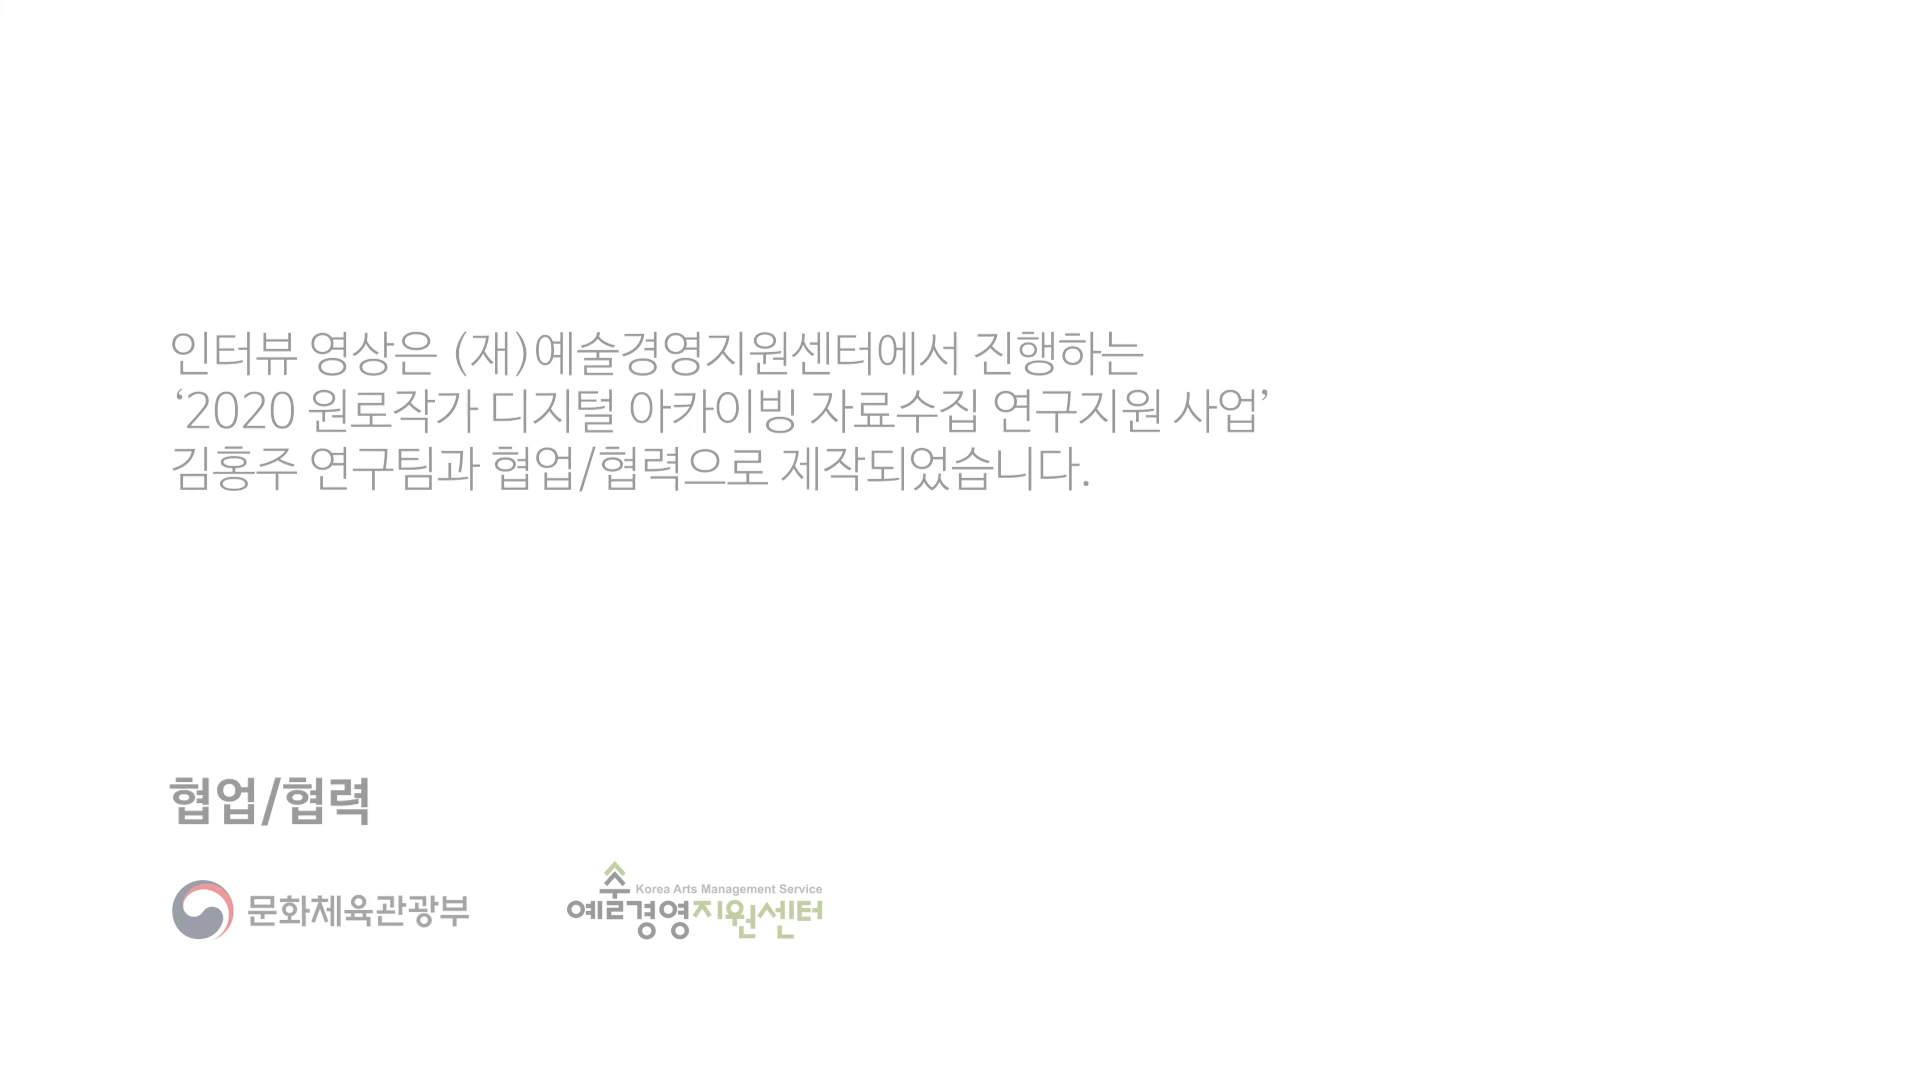 인터뷰 영상은 (재)예술경영지원센터에서 진행하는
‘2020 원로작가 디지털 아카이빙 자료수집 연구지원 사업’
김홍주 연구팀과 협업/협력으로 제작되었습니다.
협업/협력
문화체육관광부
Korea Arts Management Service
예술경영지원센터